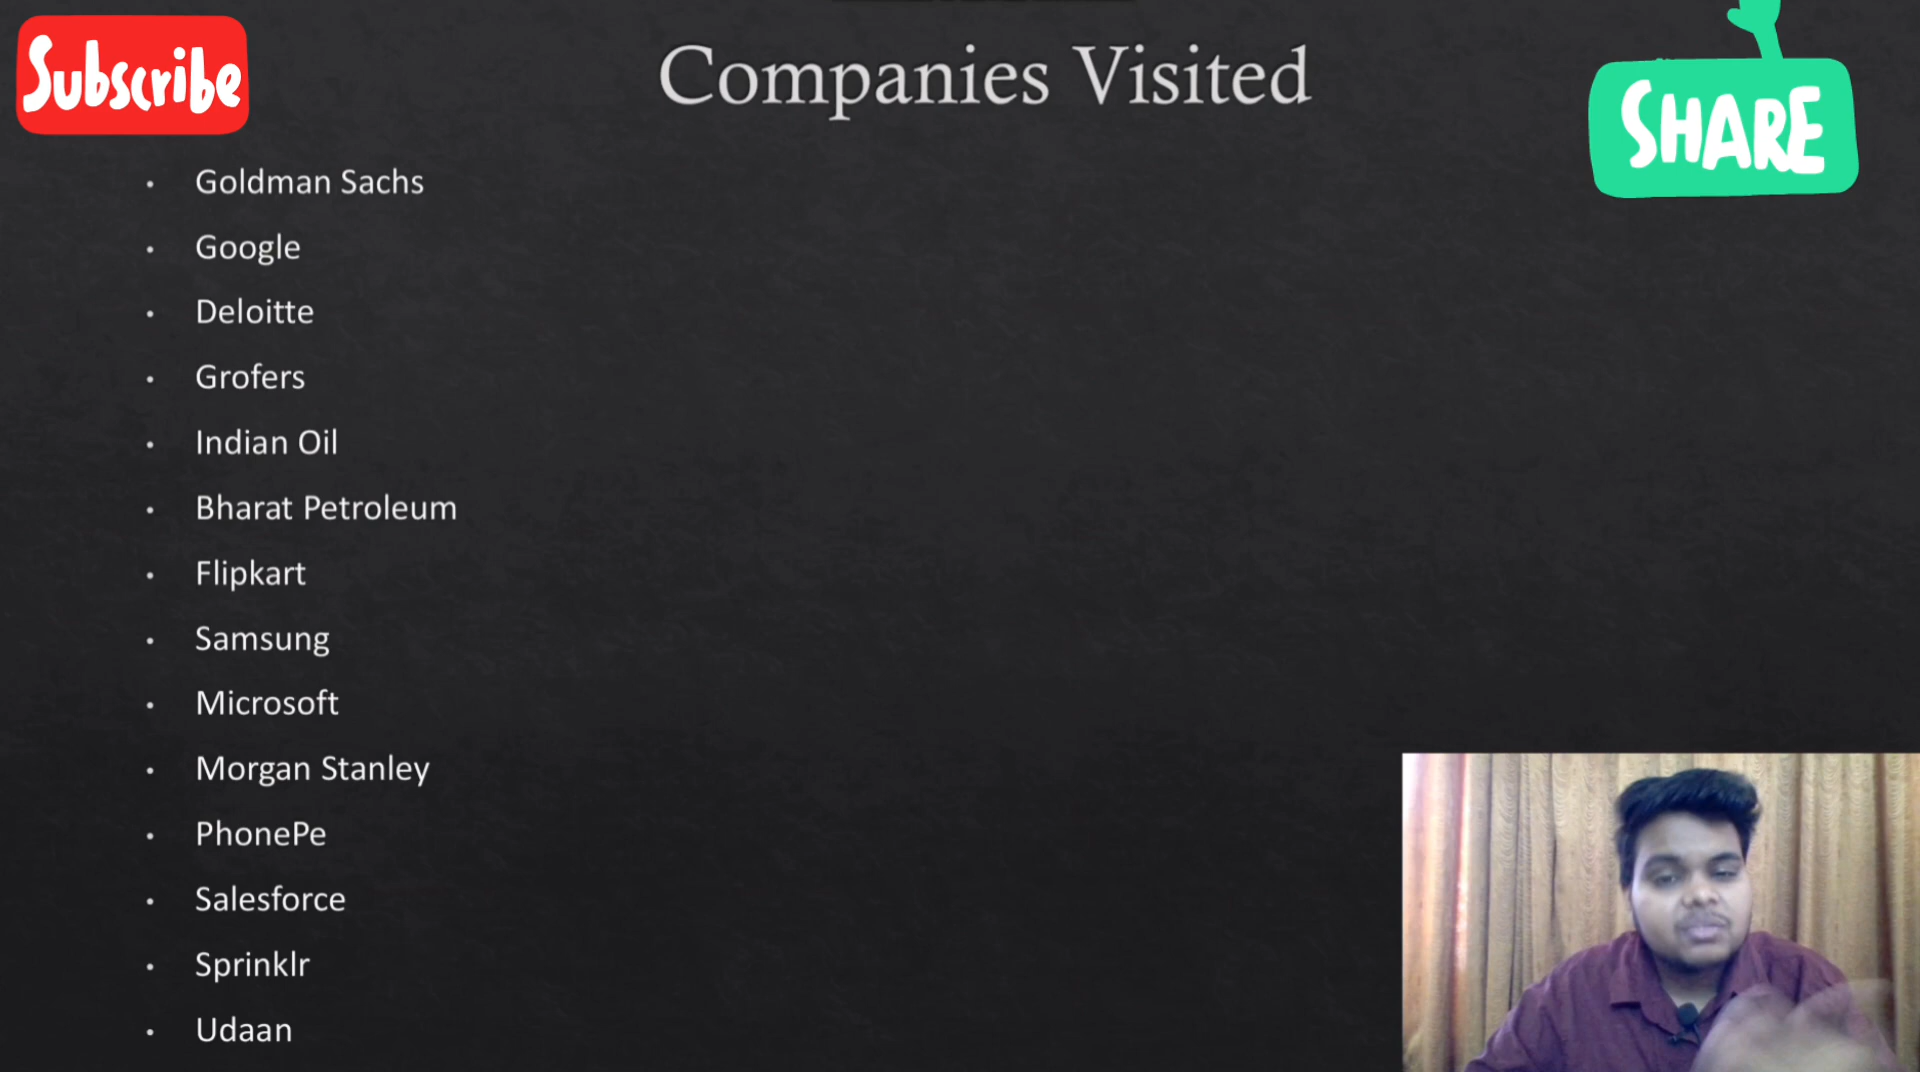 Subscribe
Companies Visited
SHARE
• Goldman Sachs
• Google
• Deloitte
• Grofers
• Indian Oil
• Bharat Petroleum
• Flipkart
• Samsung
• Microsoft
• Morgan Stanley
• PhonePe
• Salesforce
• Sprinklr
• Udaan